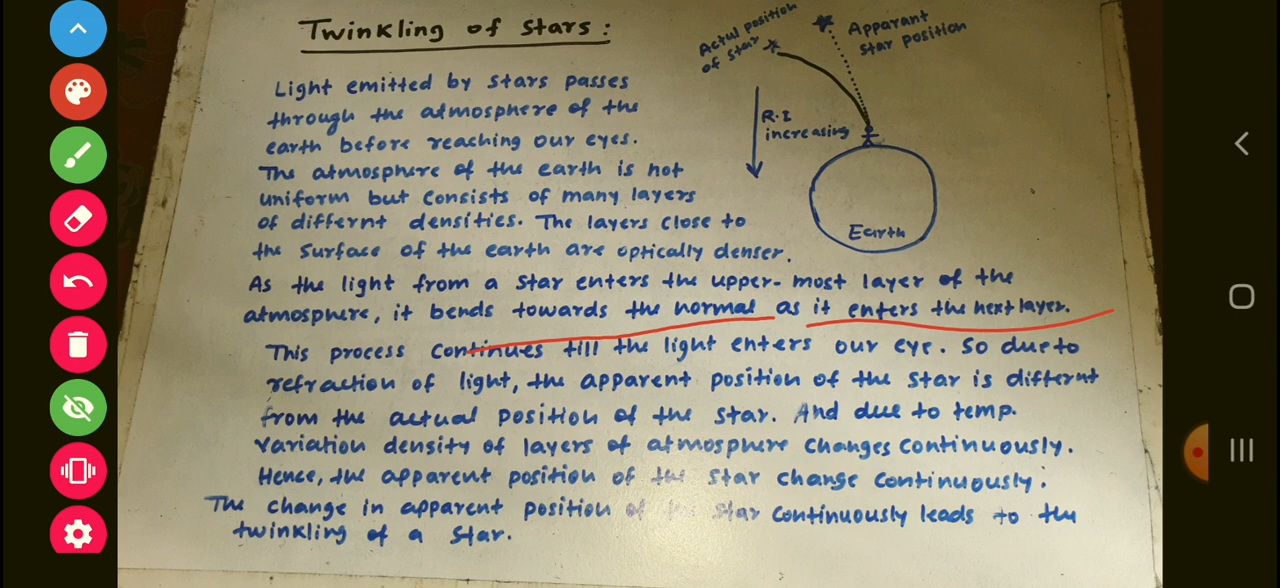 Twinkling of stars:
Actul position
of star
Apparant
star position
R.I
increasing
Earth
Light emitted by stars passes
through the atmosphere of the
earth before reaching our eyes.
The atmosphere of the earth is not
uniform but consists of many layers
of differnt densities. The layers close to
the surface of the earth are optically denser.
As the light from a star enters the upper-most layer of the
atmosphere, it bends towards the normal as it enters the next layer.
This process continues till the light enters our eye. So due to
refraction of light, the apparent position of the star is differnt
from the actual position of the star. And due to temp.
variation density of layers of atmosphere changes continuously.
Hence, the apparent position of the star change continuously.
The change in apparent position of the star continuously leads to the
twinkling of a star.